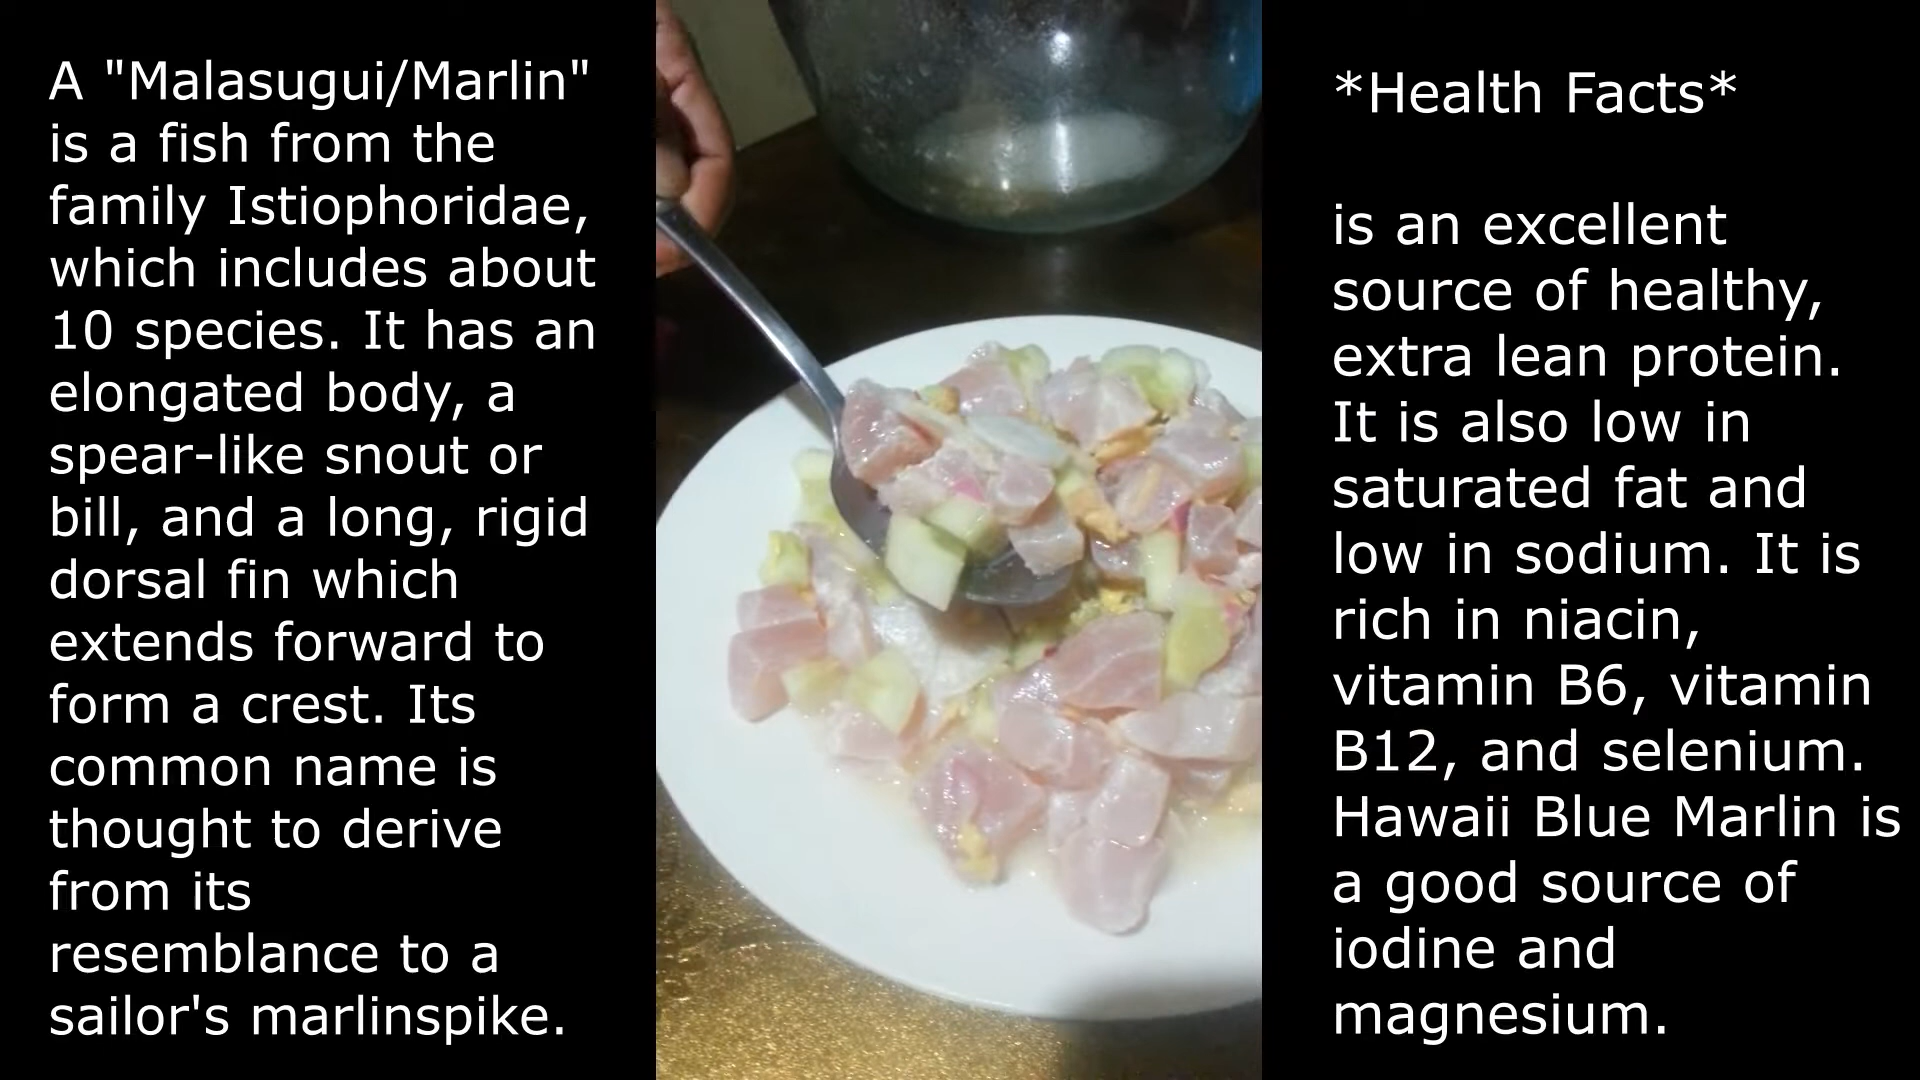 A "Malasugui/Marlin"
is a fish from the
family Istiophoridae,
which includes about
10 species. It has an
elongated body, a
spear-like snout or
bill, and a long, rigid
dorsal fin which
extends forward to
form a crest. Its
common name is
thought to derive
from its
resemblance to a
sailor's marlinspike.
*Health Facts*
is an excellent
source of healthy,
extra lean protein.
It is also low in
saturated fat and
low in sodium. It is
rich in niacin,
vitamin B6, vitamin
B12, and selenium.
Hawaii Blue Marlin is
a good source of
iodine and
magnesium.